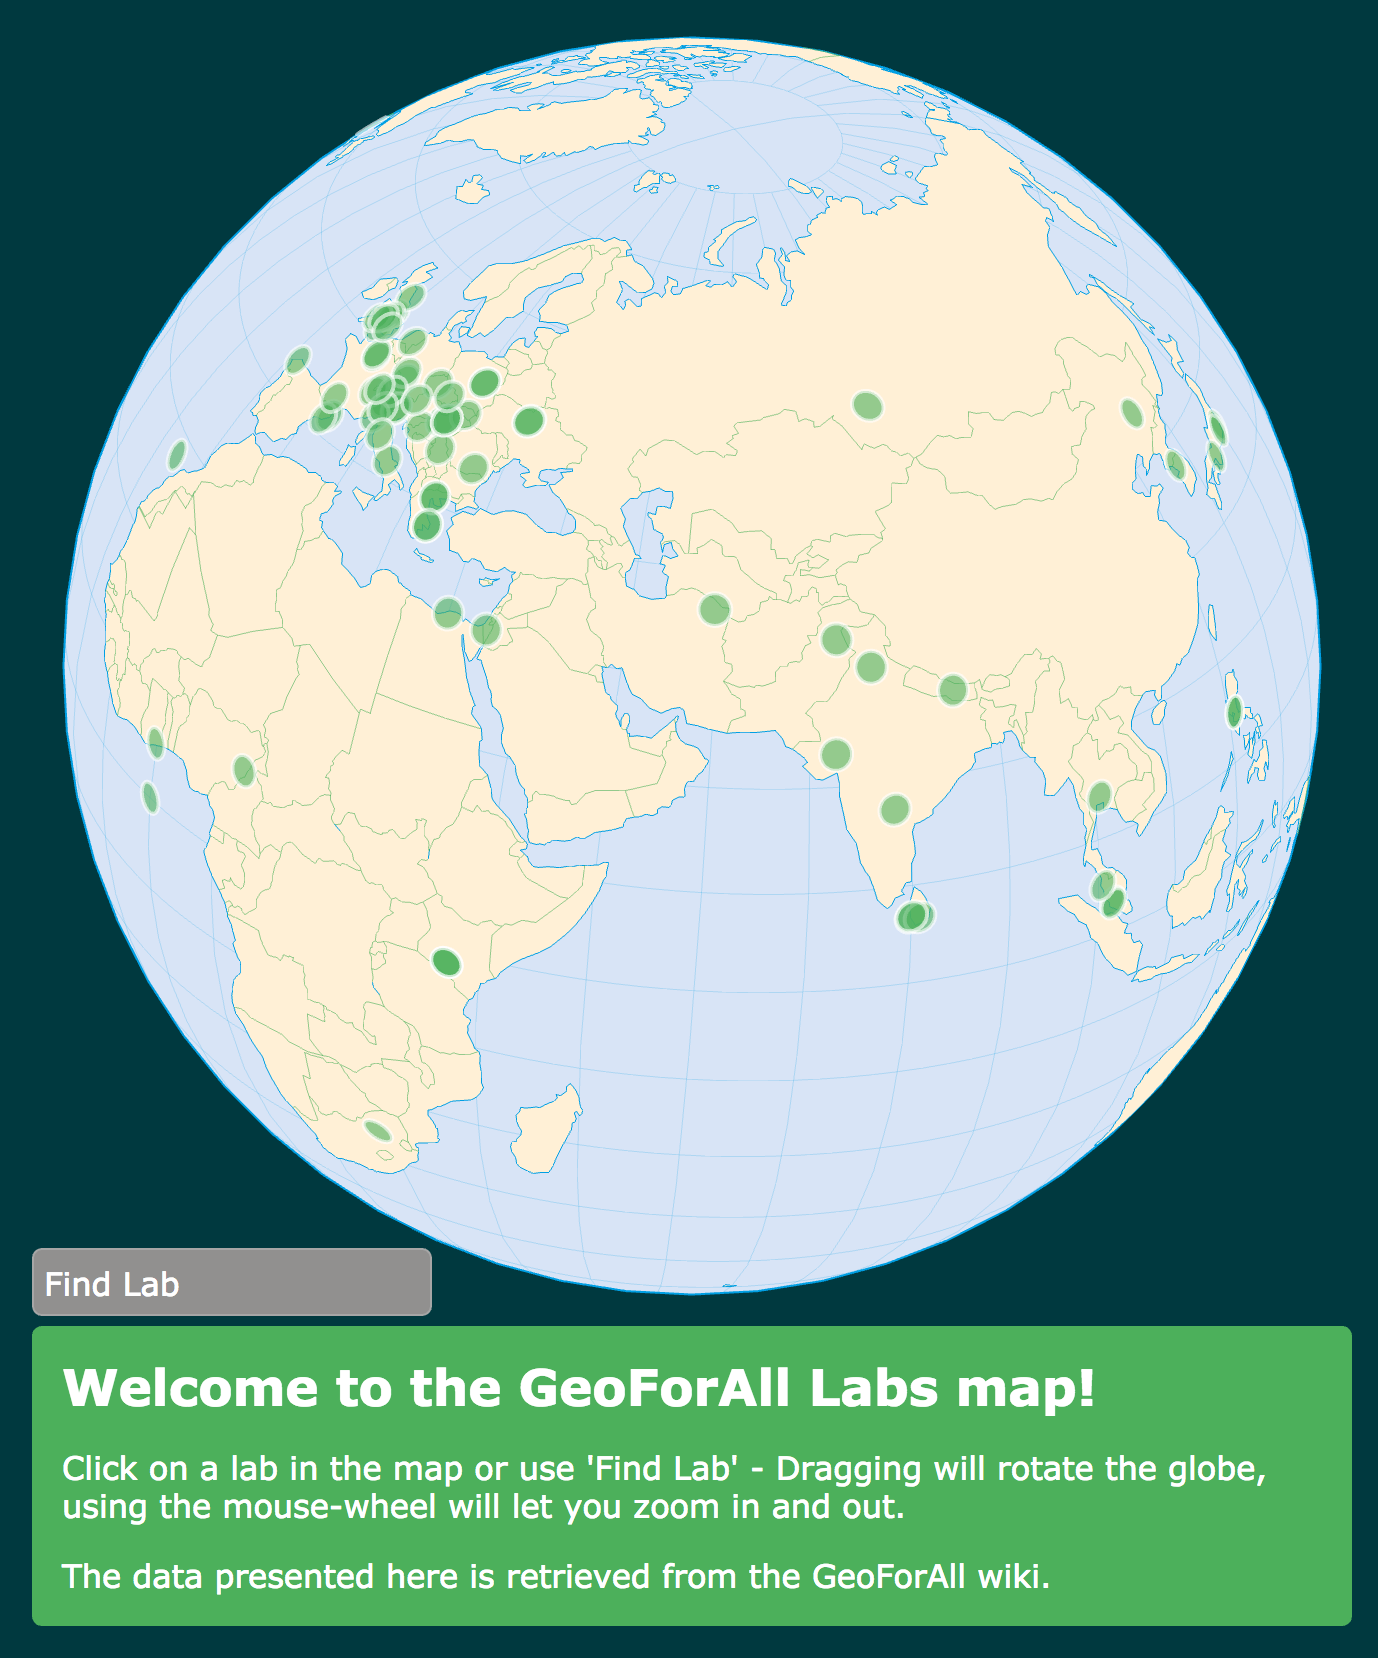 Find Lab
Welcome to the GeoForAll Labs map!
Click on a lab in the map or use 'Find Lab' - Dragging will rotate the globe,
using the mouse-wheel will let you zoom in and out.
The data presented here is retrieved from the GeoForAll wiki.